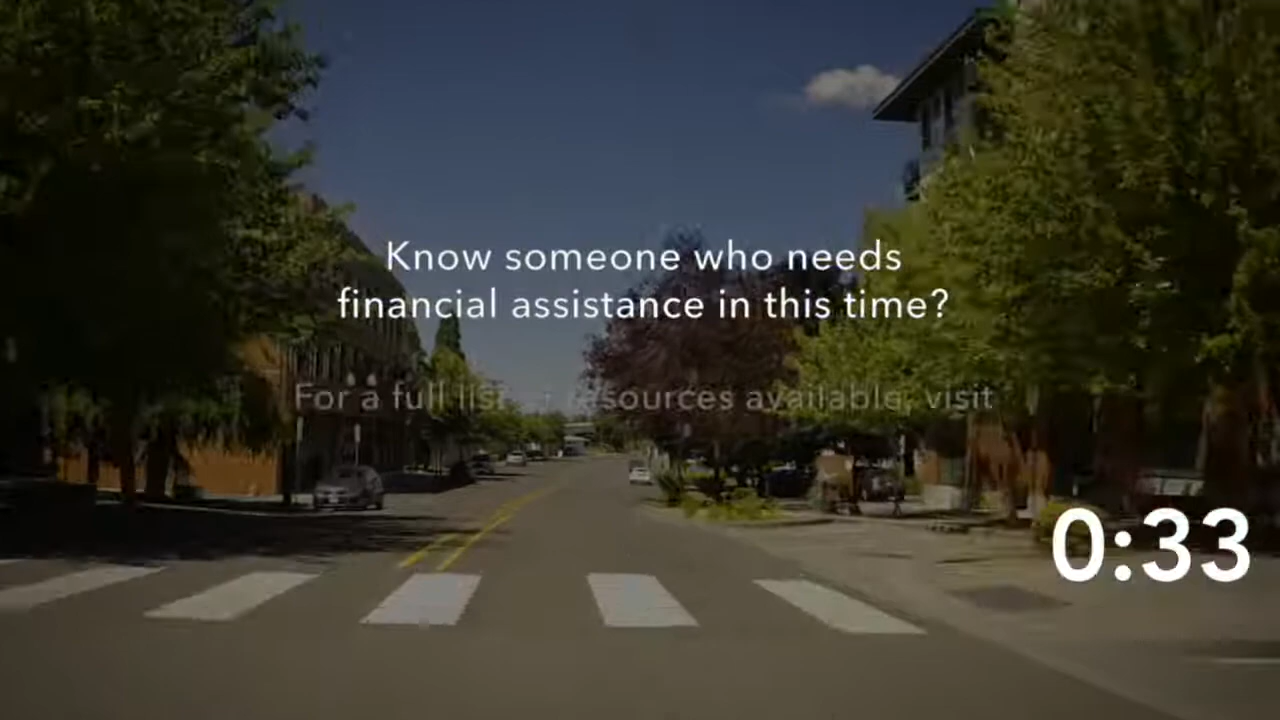 Know someone who needs
financial assistance in this time?
For a full list of resources available, visit
0:33